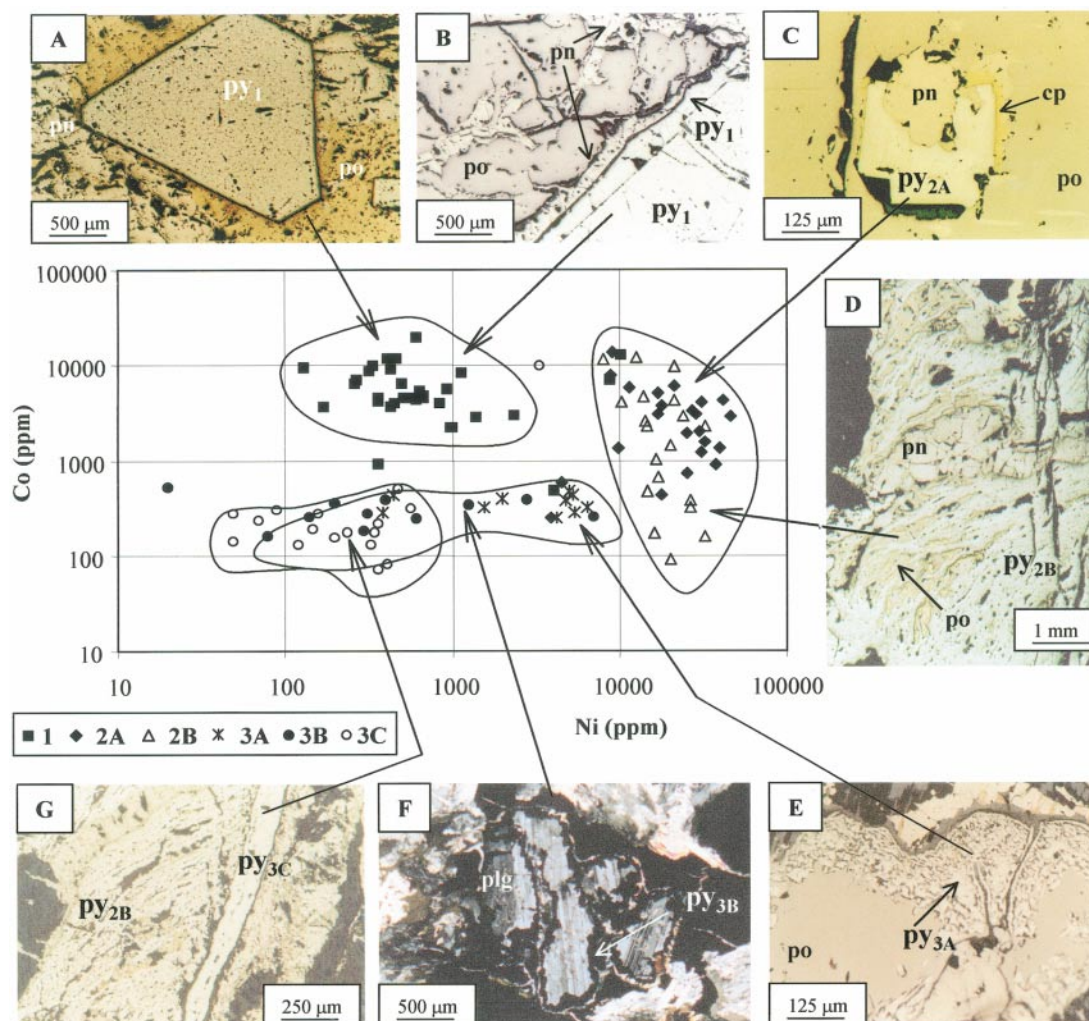 A
py1
pn
po
500 µm
B
pn
py1
po
py1
500 µm
C
pn
cp
py2A
po
125 µm
100000
10000
1000
100
10
Co (ppm)
10 100 1000 10000 100000
Ni (ppm)
1 2A 2B 3A 3B 3C
D
pn
py2B
po
1 mm
G
py3C
py2B
250 µm
F
plg
py3B
500 µm
E
py3A
po
125 µm